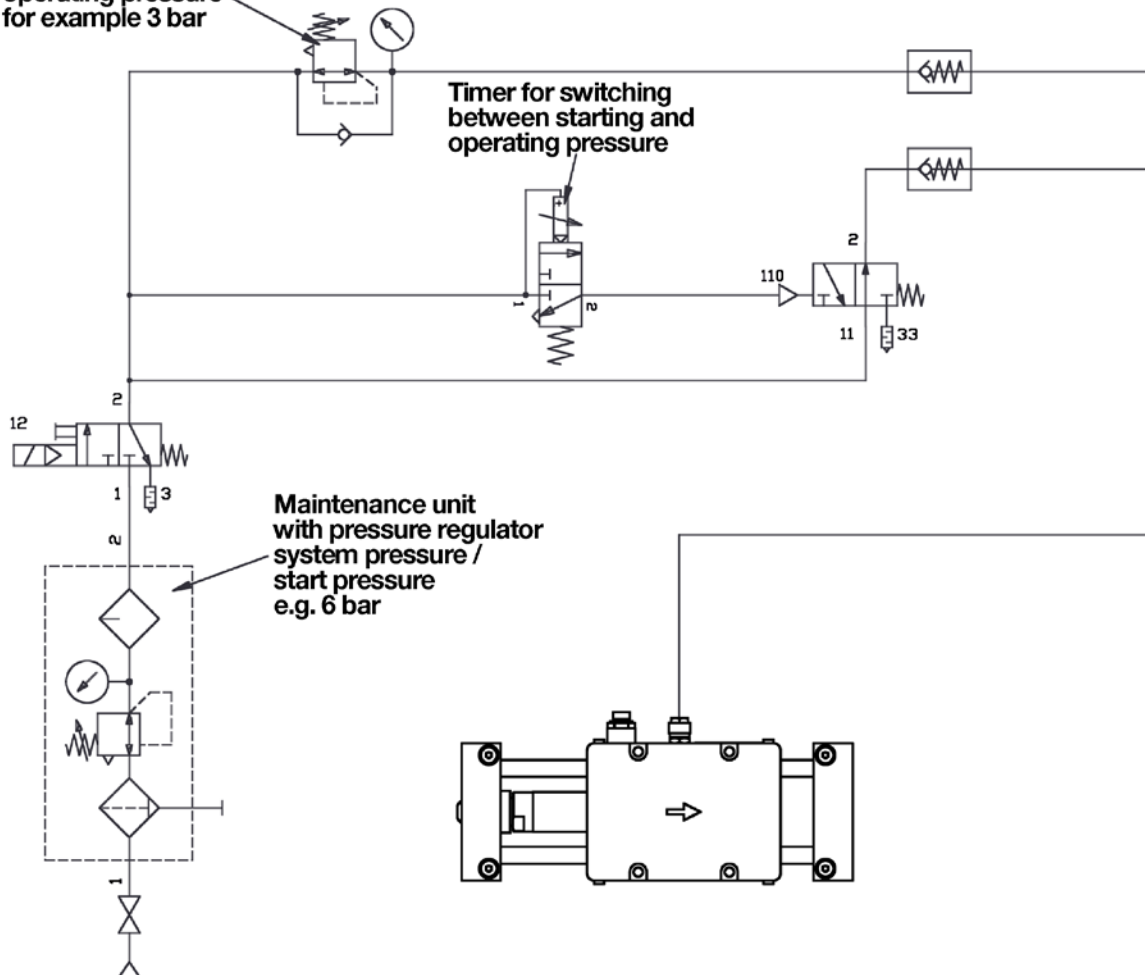 operating pressure
for example 3 bar
Timer for switching
between starting and
operating pressure
1
2
110
2
11
33
2
12
1
3
2
Maintenance unit
with pressure regulator
system pressure /
start pressure
e.g. 6 bar
1